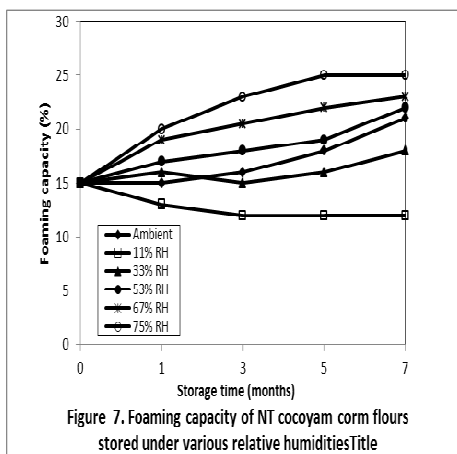 30
25
20
15
10
5
0
Foaming capacity (%)
Ambient
11% RH
33% RH
53% RH
67% RH
75% RH
0 1 3 5 7
Storage time (months)
Figure 7. Foaming capacity of NT cocoyam corm flours
stored under various relative humiditiesTitle